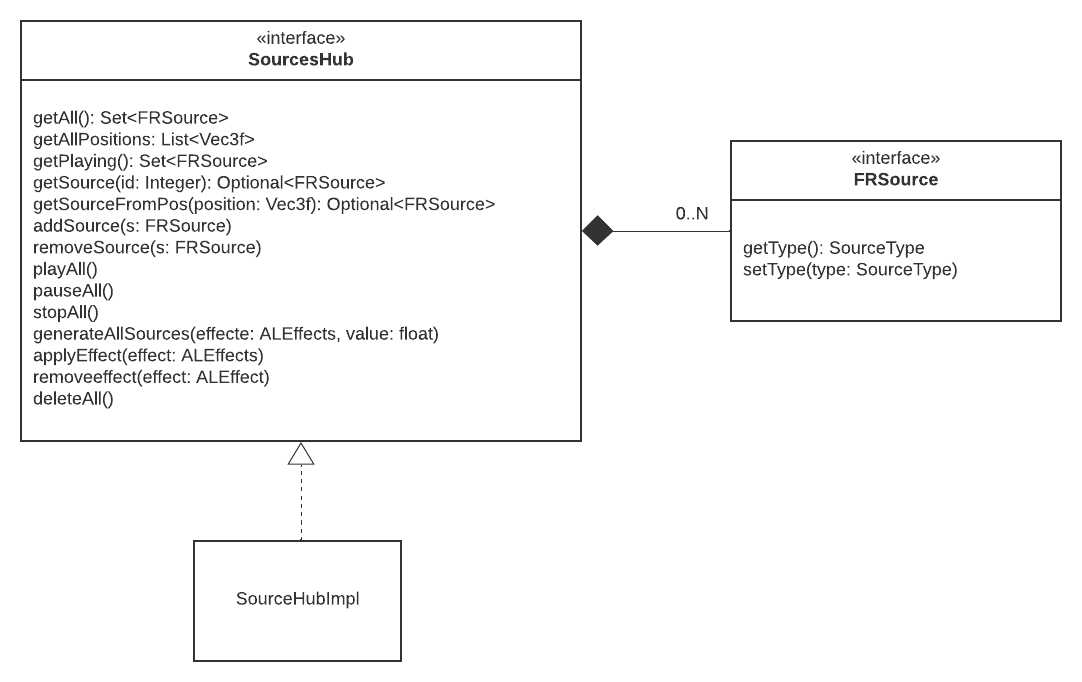 «interface»
SourcesHub
getAll(): Set<FRSource>
getAllPositions: List<Vec3f>
getPlaying(): Set<FRSource>
getSource(id: Integer): Optional<FRSource>
getSourceFromPos(position: Vec3f): Optional<FRSource>
addSource(s: FRSource)
removeSource(s: FRSource)
playAll()
pauseAll()
stopAll()
generateAllSources(effecte: ALEffects, value: float)
applyEffect(effect: ALEffects)
removeeffect(effect: ALEffect)
deleteAll()
0..N
«interface»
FRSource
getType(): SourceType
setType(type: SourceType)
SourceHubImpl